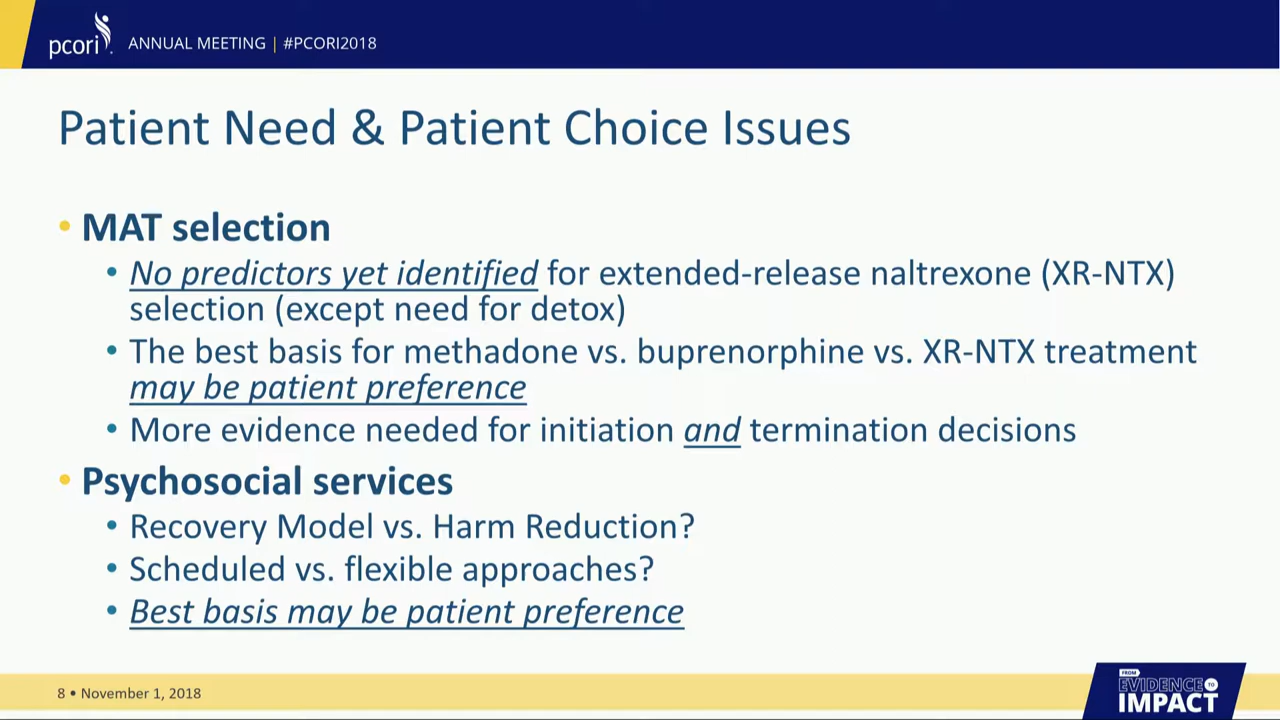 pcori
ANNUAL MEETING | #PCORI2018
Patient Need & Patient Choice Issues
• MAT selection
• No predictors yet identified for extended-release naltrexone (XR-NTX)
selection (except need for detox)
• The best basis for methadone vs. buprenorphine vs. XR-NTX treatment
may be patient preference
• More evidence needed for initiation and termination decisions
• Psychosocial services
• Recovery Model vs. Harm Reduction?
• Scheduled vs. flexible approaches?
• Best basis may be patient preference
8 • November 1, 2018
FROM
EVIDENCE TO
IMPACT